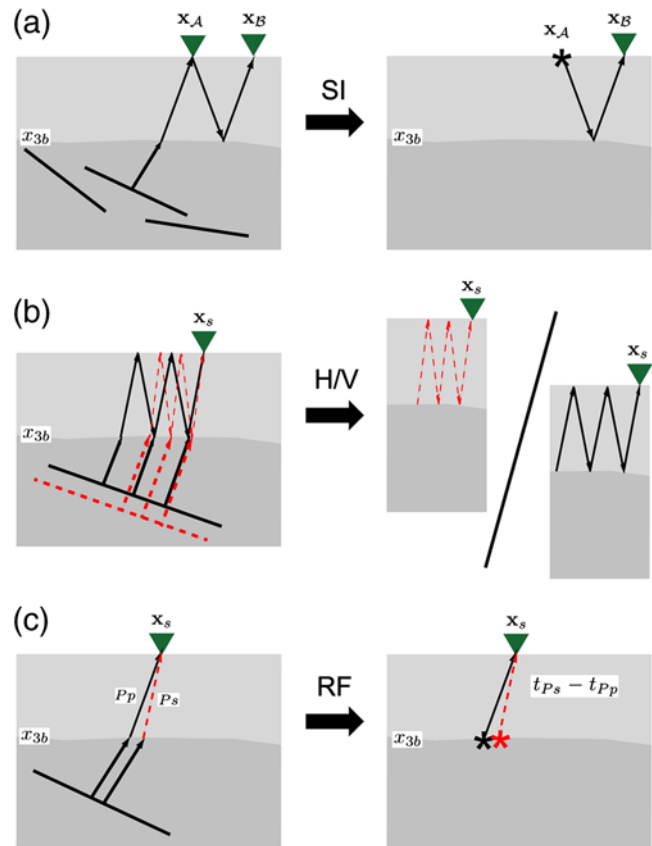 (a)
x_A x_B x_A x_B
SI
x_3b x_3b
(b)
x_s x_s
H/V x_s
x_3b
(c)
x_s x_s
Pp Ps RF t_Ps − t_Pp
x_3b x_3b